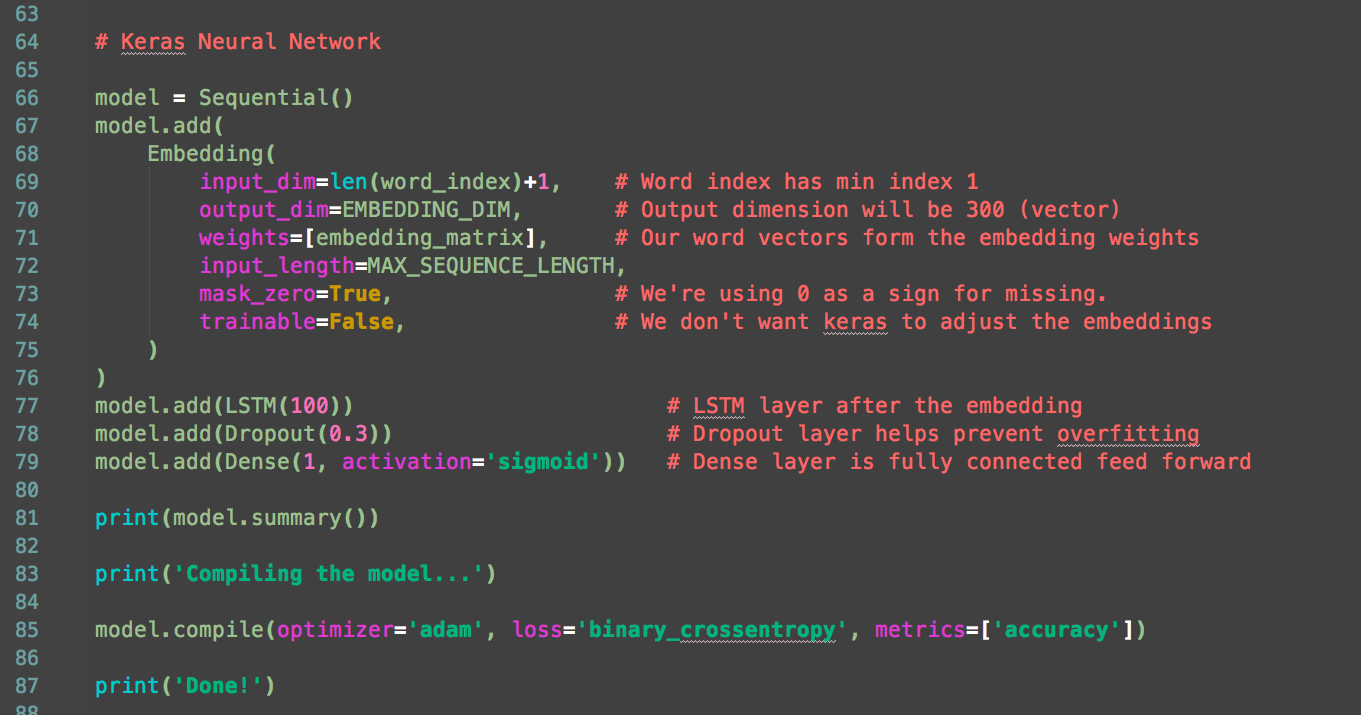 63
64 # Keras Neural Network
65
66 model = Sequential()
67 model.add(
68     Embedding(
69         input_dim=len(word_index)+1,    # Word index has min index 1
70         output_dim=EMBEDDING_DIM,       # Output dimension will be 300 (vector)
71         weights=[embedding_matrix],     # Our word vectors form the embedding weights
72         input_length=MAX_SEQUENCE_LENGTH,
73         mask_zero=True,                 # We're using 0 as a sign for missing.
74         trainable=False,                # We don't want keras to adjust the embeddings
75     )
76 )
77 model.add(LSTM(100))                        # LSTM layer after the embedding
78 model.add(Dropout(0.3))                     # Dropout layer helps prevent overfitting
79 model.add(Dense(1, activation='sigmoid'))   # Dense layer is fully connected feed forward
80
81 print(model.summary())
82
83 print('Compiling the model...')
84
85 model.compile(optimizer='adam', loss='binary_crossentropy', metrics=['accuracy'])
86
87 print('Done!')
88